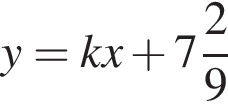 y = kx + 7 2/9